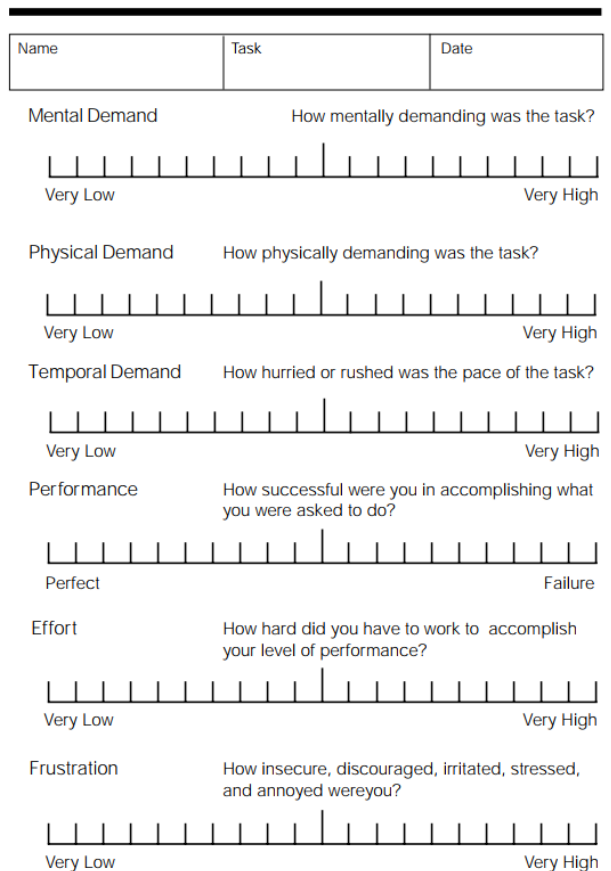 Name Task Date
Mental Demand How mentally demanding was the task?
Very Low Very High
Physical Demand How physically demanding was the task?
Very Low Very High
Temporal Demand How hurried or rushed was the pace of the task?
Very Low Very High
Performance How successful were you in accomplishing what
you were asked to do?
Perfect Failure
Effort How hard did you have to work to accomplish
your level of performance?
Very Low Very High
Frustration How insecure, discouraged, irritated, stressed,
and annoyed wereyou?
Very Low Very High